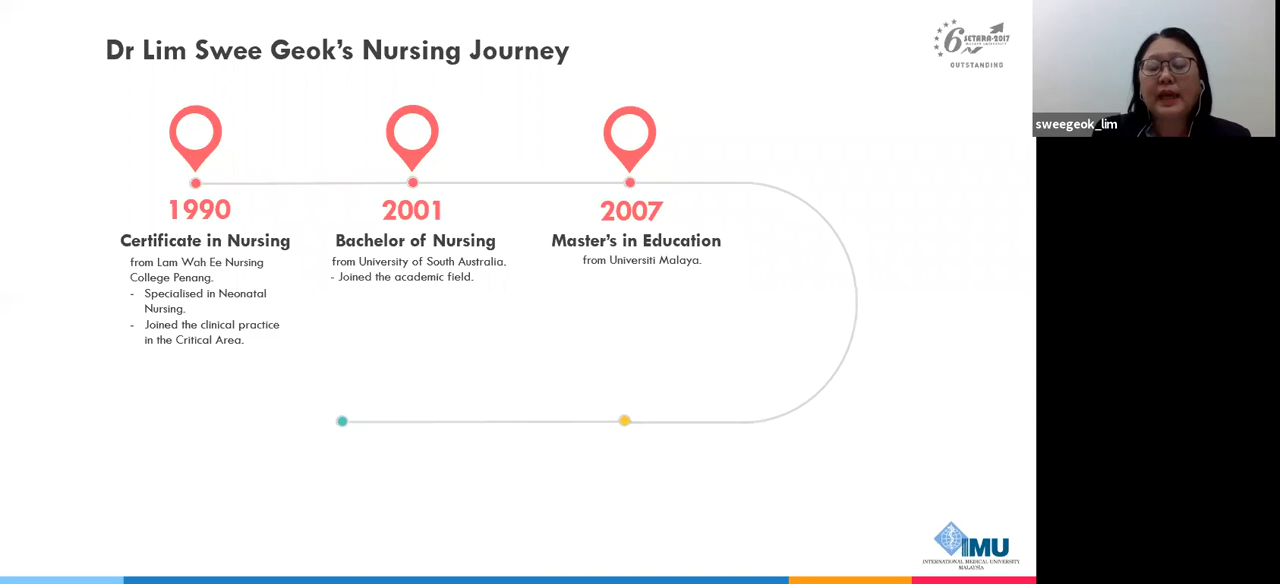 Dr Lim Swee Geok's Nursing Journey
6 SETARA-2017
OUTSTANDING
sweegeok_lim
1990
Certificate in Nursing
from Lam Wah Ee Nursing
College Penang.
- Specialised in Neonatal
Nursing.
- Joined the clinical practice
in the Critical Area.
2001
Bachelor of Nursing
from University of South Australia.
- Joined the academic field.
2007
Master's in Education
from Universiti Malaya.
IMU
INTERNATIONAL MEDICAL UNIVERSITY
MALAYSIA